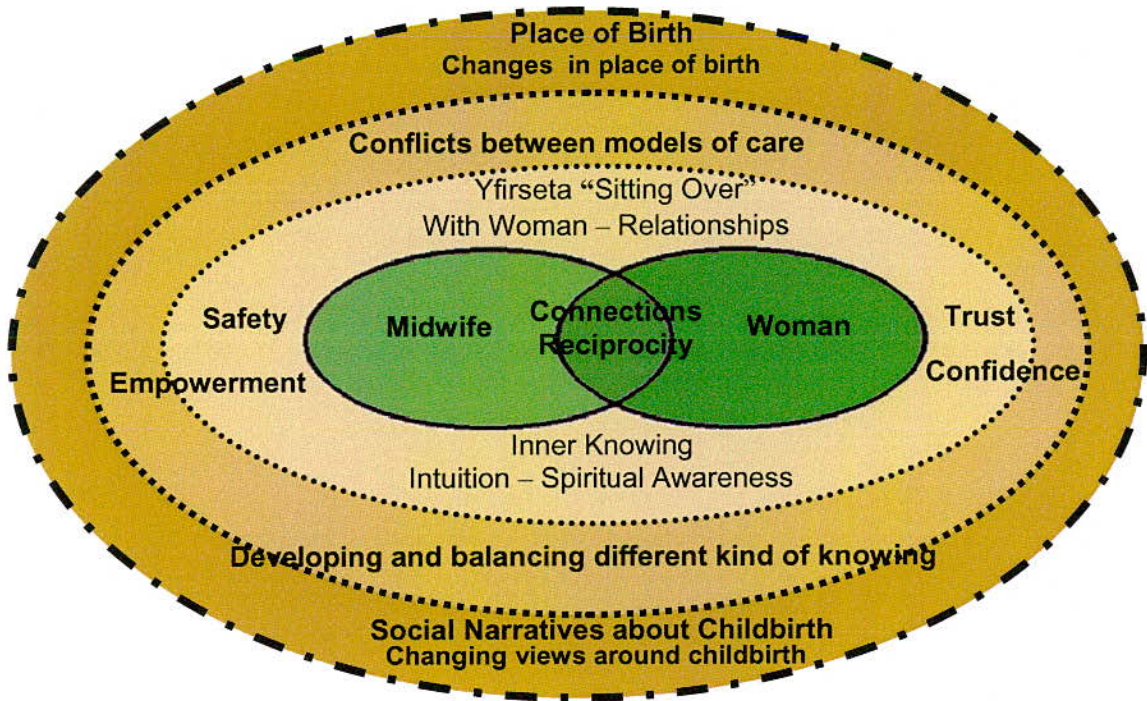 Place of Birth
Changes in place of birth
Conflicts between models of care
Yfirseta “Sitting Over”
With Woman – Relationships
Safety
Empowerment
Midwife
Connections
Reciprocity
Woman
Trust
Confidence
Inner Knowing
Intuition – Spiritual Awareness
Developing and balancing different kind of knowing
Social Narratives about Childbirth
Changing views around childbirth